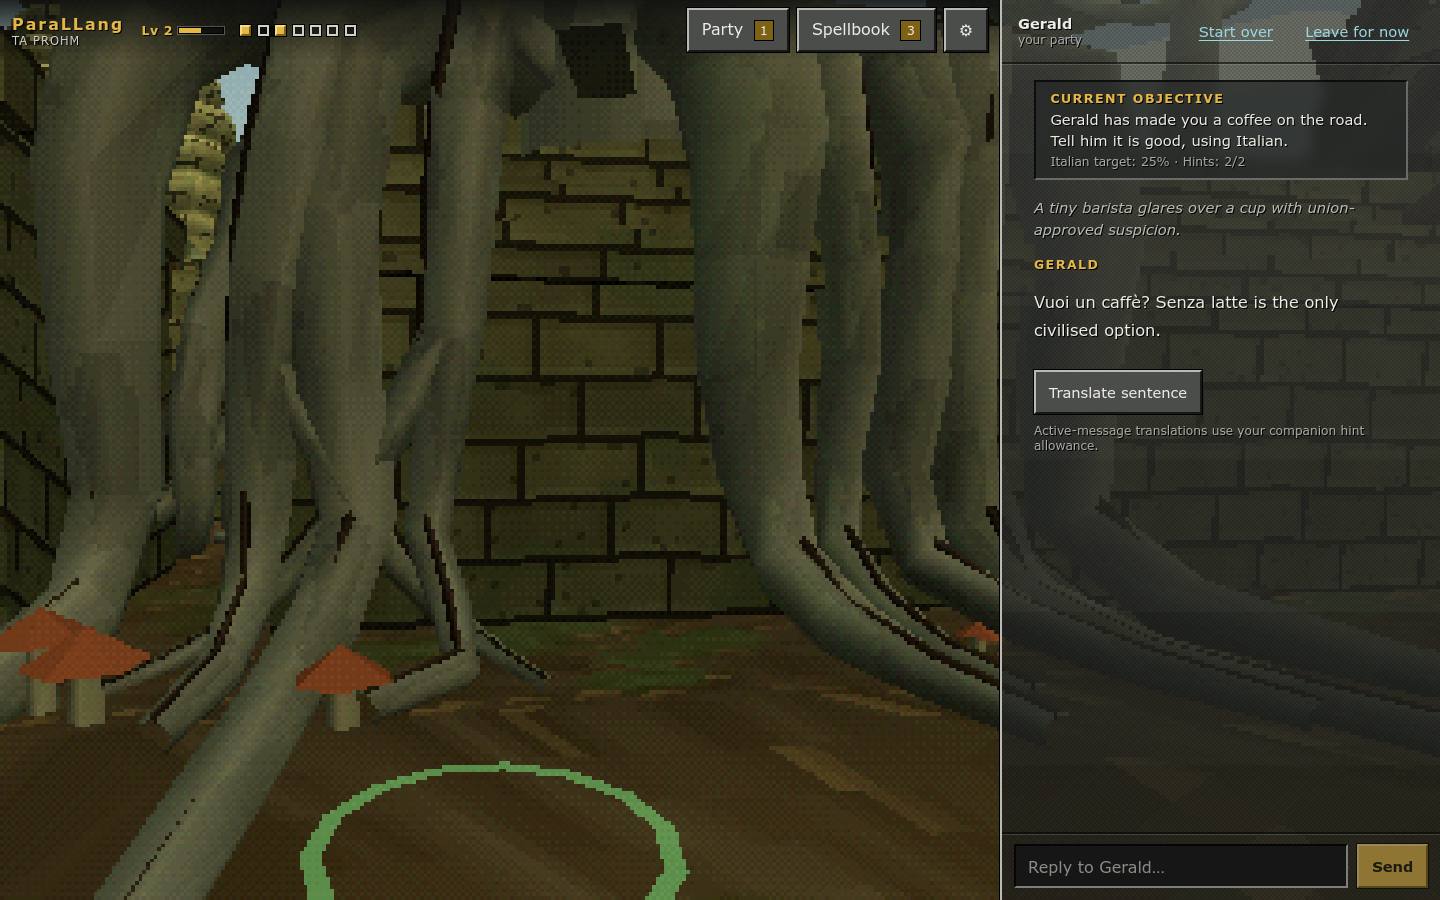 ParaLLang
TA PROHM
Lv 2
Party 1
Spellbook 3
Gerald
your party
Start over
Leave for now
CURRENT OBJECTIVE
Gerald has made you a coffee on the road.
Tell him it is good, using Italian.
Italian target: 25% · Hints: 2/2
A tiny barista glares over a cup with union-
approved suspicion.
GERALD
Vuoi un caffè? Senza latte is the only
civilised option.
Translate sentence
Active-message translations use your companion hint
allowance.
Reply to Gerald…
Send